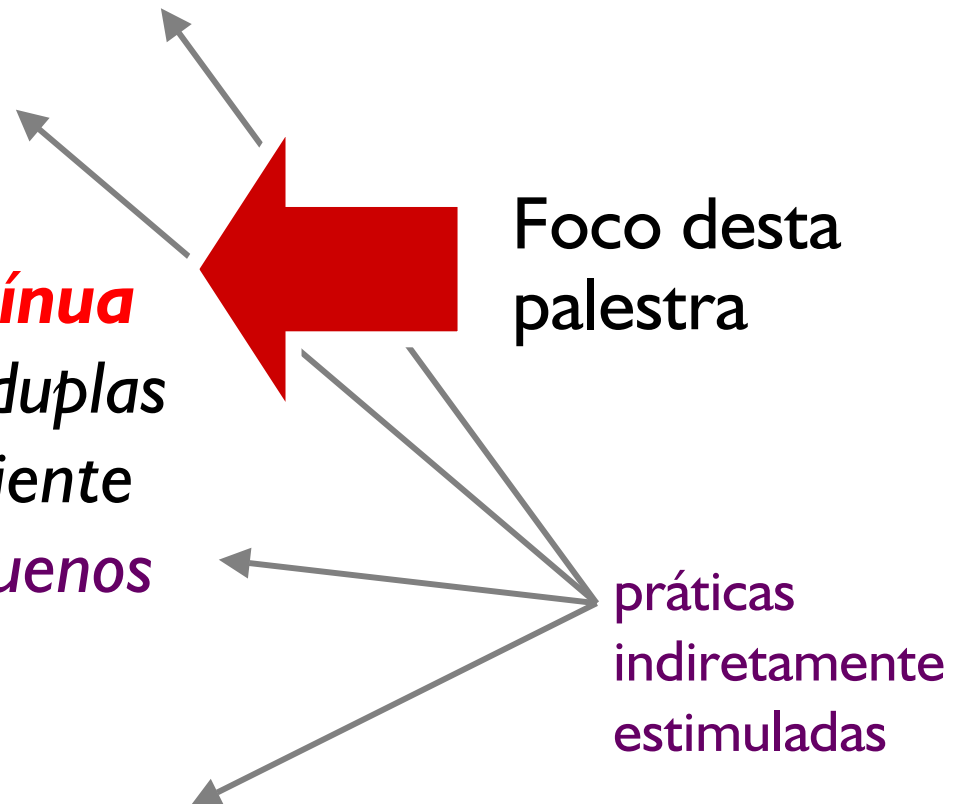 Foco desta
palestra
ínua
duplas
iente
uenos
práticas
indiretamente
estimuladas